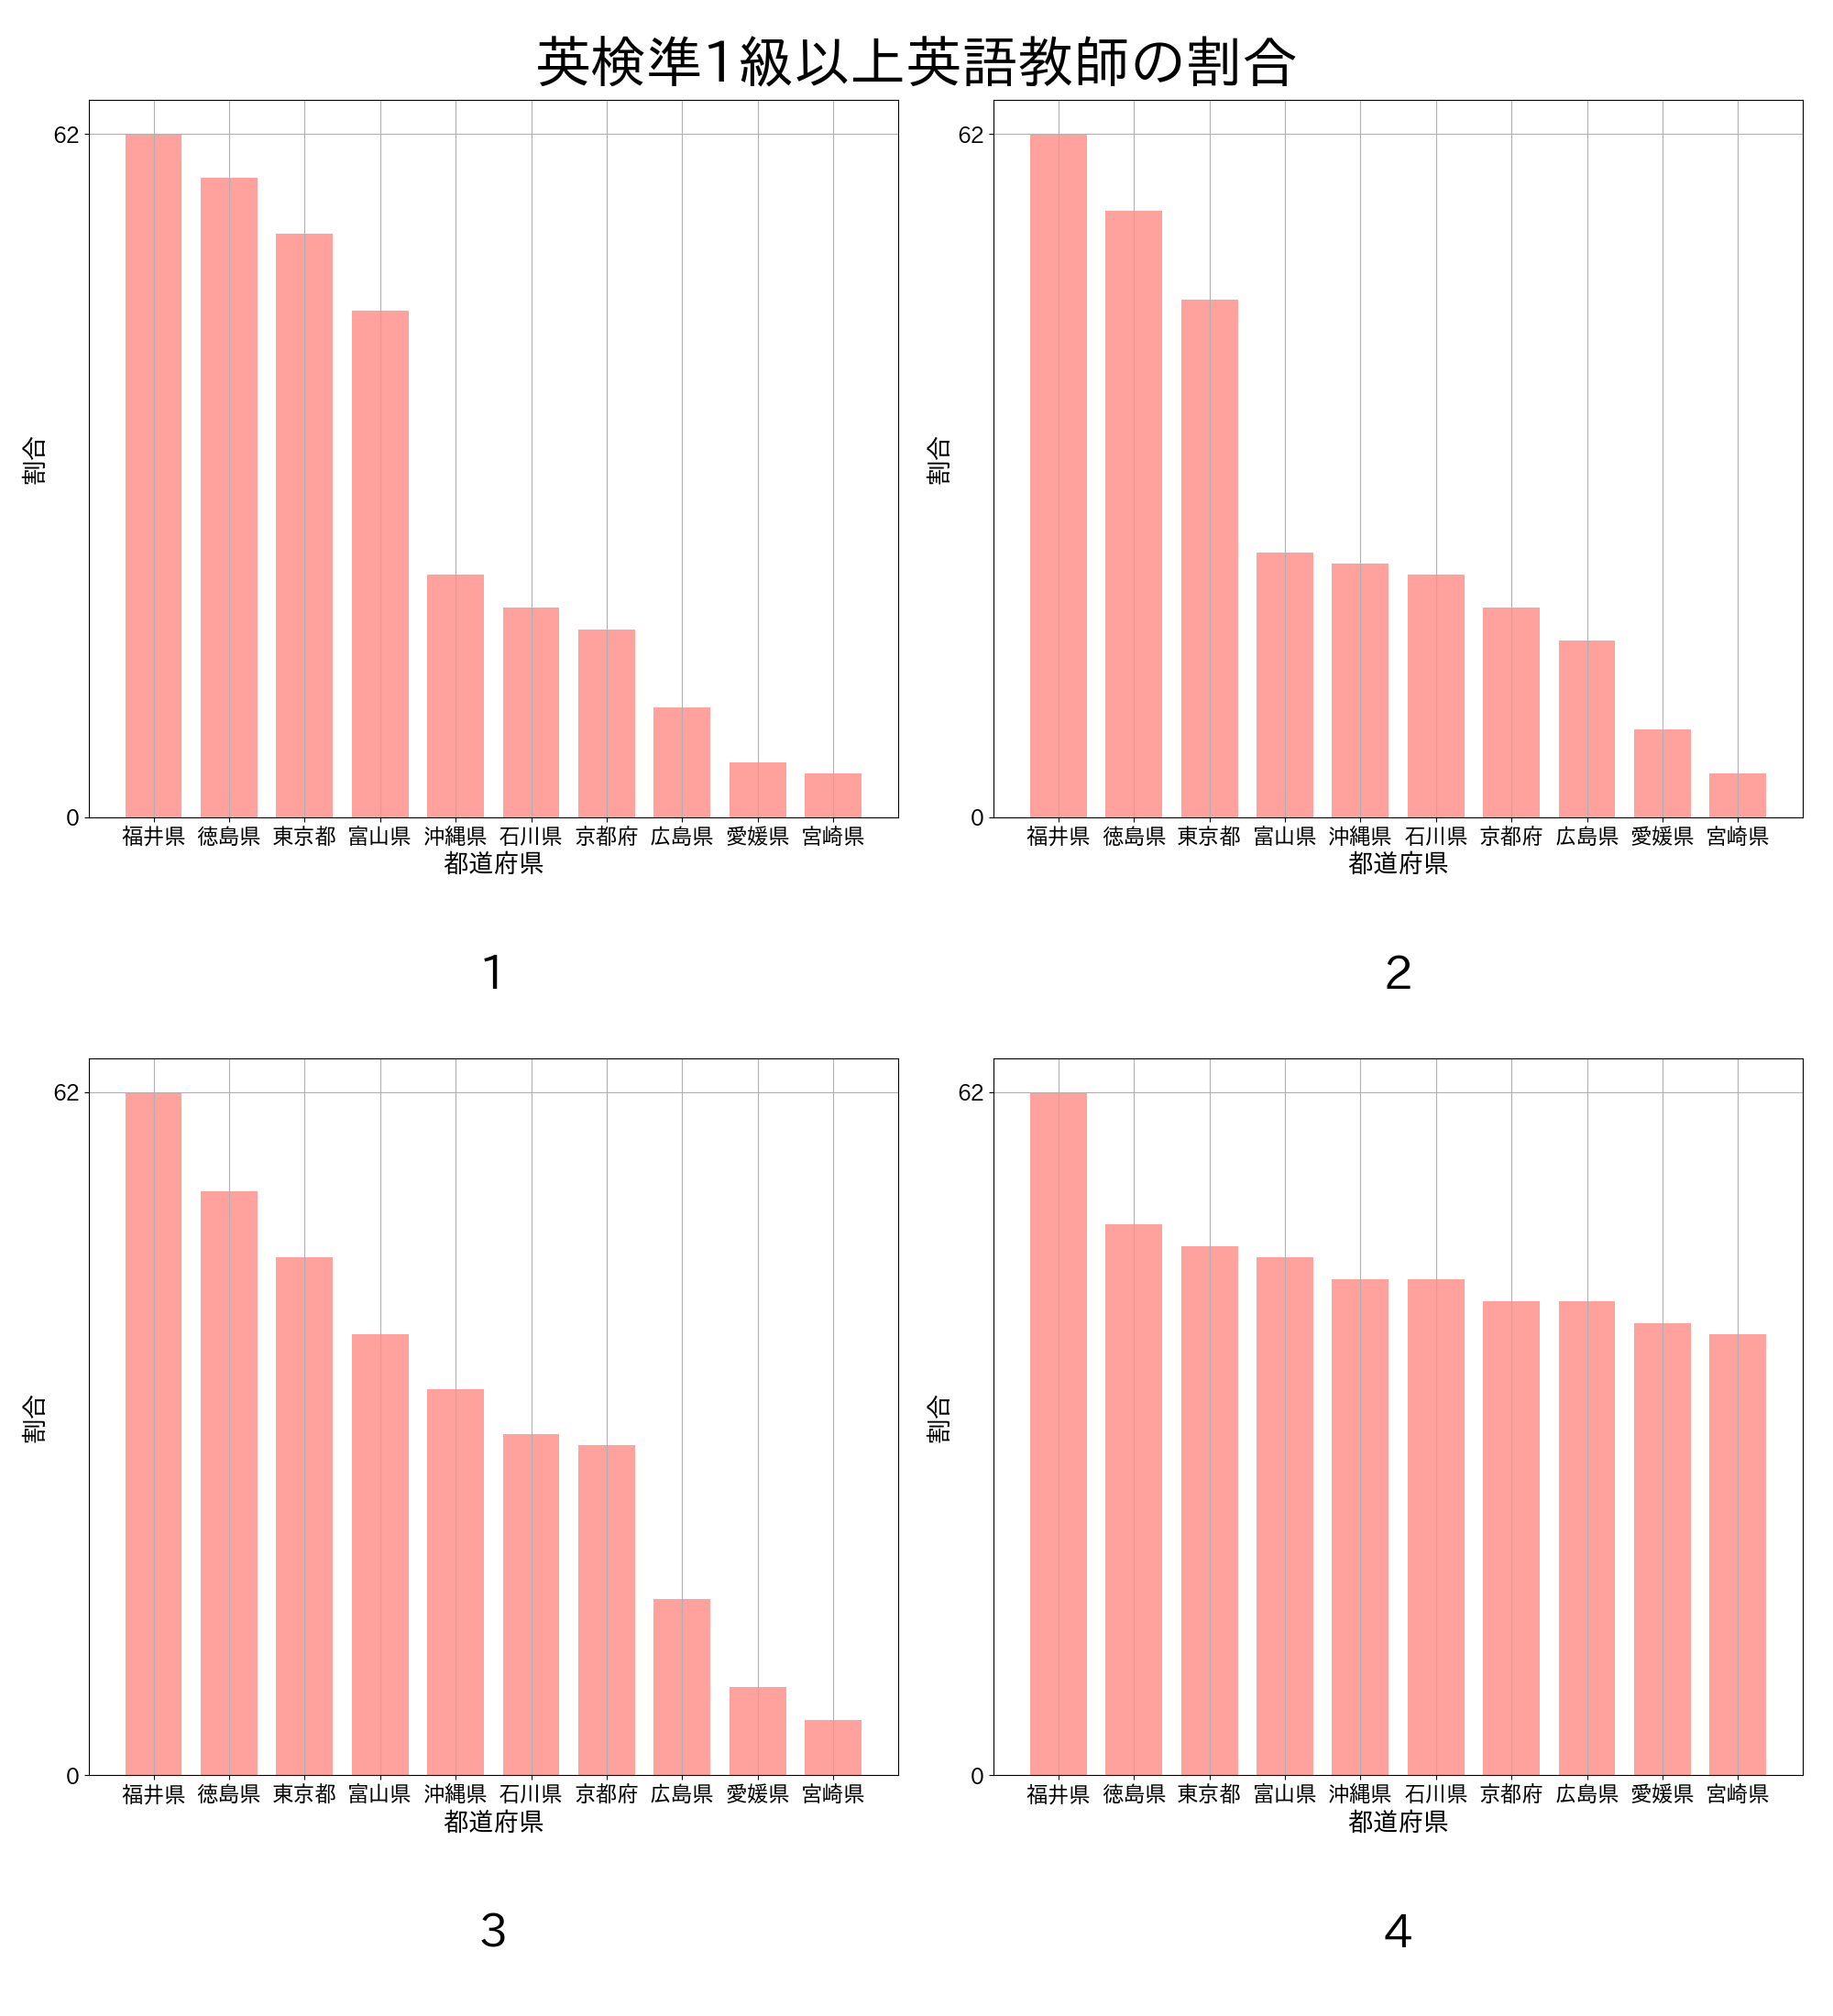 英検準1級以上英語教師の割合
62
0
割合
福井県 徳島県 東京都 富山県 沖縄県 石川県 京都府 広島県 愛媛県 宮崎県
都道府県
1
62
0
割合
福井県 徳島県 東京都 富山県 沖縄県 石川県 京都府 広島県 愛媛県 宮崎県
都道府県
2
62
0
割合
福井県 徳島県 東京都 富山県 沖縄県 石川県 京都府 広島県 愛媛県 宮崎県
都道府県
3
62
0
割合
福井県 徳島県 東京都 富山県 沖縄県 石川県 京都府 広島県 愛媛県 宮崎県
都道府県
4